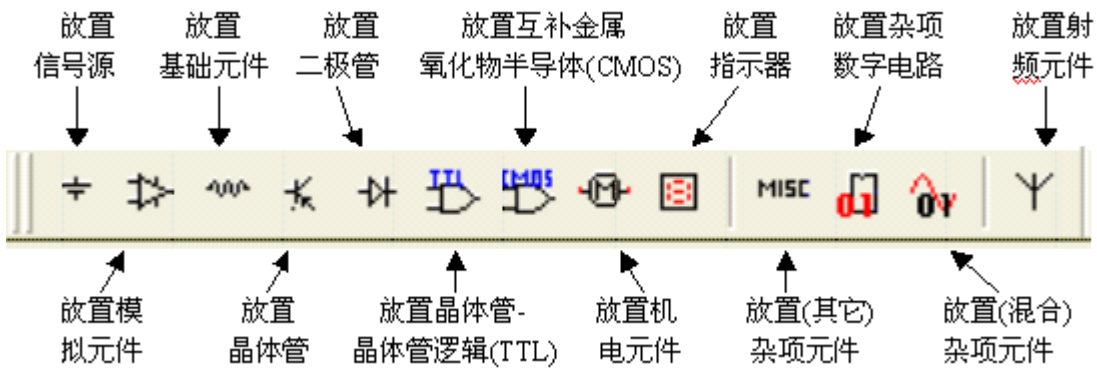 放置
信号源
放置
基础元件
放置
二极管
放置互补金属
氧化物半导体(CMOS)
放置
指示器
放置杂项
数字电路
放置射
频元件
TTL
CMOS
M
MISC
01
01
放置模
拟元件
放置
晶体管
放置晶体管-
晶体管逻辑(TTL)
放置机
电元件
放置(其它)
杂项元件
放置(混合)
杂项元件